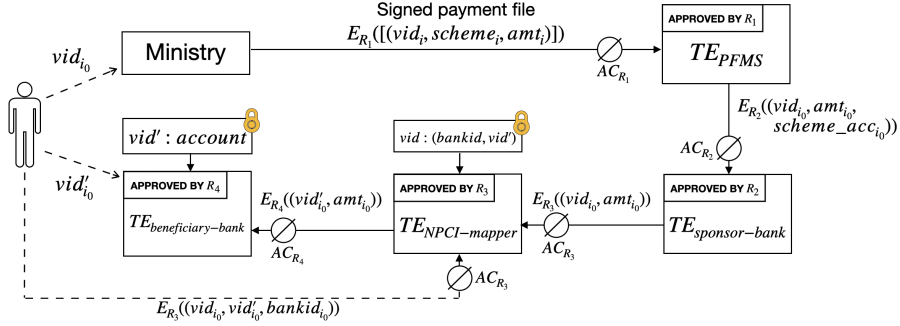 Signed payment file
E_{R_1}([(vid_i, scheme_i, amt_i)])
APPROVED BY R_1
vid_{i_0}
Ministry
TE_{PFMS}
AC_{R_1}
E_{R_2}((vid_{i_0}, amt_{i_0},
scheme_acc_{i_0}))
vid' : account
vid : (bankid, vid')
AC_{R_2}
vid'_{i_0}
APPROVED BY R_4
E_{R_4}((vid'_{i_0}, amt_{i_0}))
APPROVED BY R_3
E_{R_3}((vid_{i_0}, amt_{i_0}))
APPROVED BY R_2
TE_{beneficiary-bank}
TE_{NPCI-mapper}
TE_{sponsor-bank}
AC_{R_4}
AC_{R_3}
AC_{R_3}
E_{R_3}((vid_{i_0}, vid'_{i_0}, bankid_{i_0}))